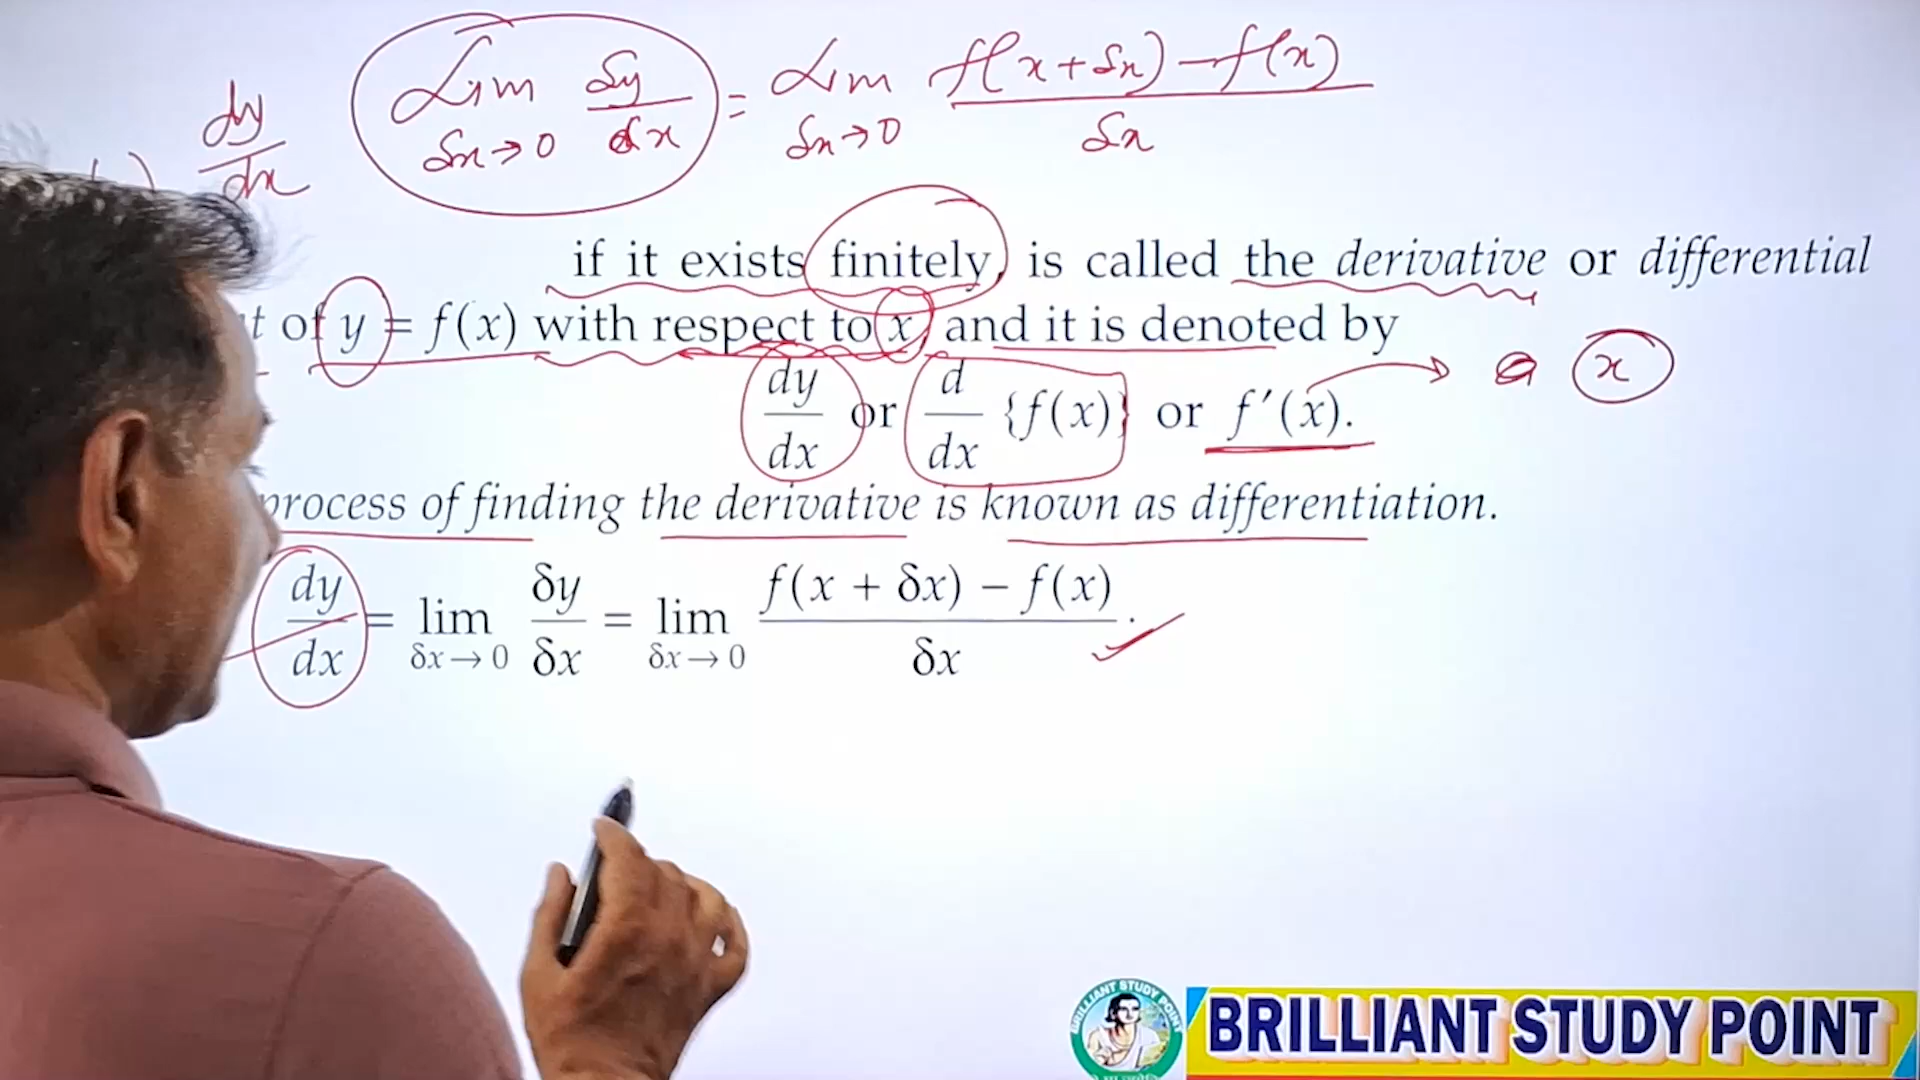 dy/dx Lim δx→0 δy/δx = Lim δx→0 f(x+δx)-f(x)/δx
if it exists finitely, is called the derivative or differential
of y = f(x) with respect to x, and it is denoted by
dy/dx or d/dx {f(x)} or f′(x). x
process of finding the derivative is known as differentiation.
dy/dx = lim δx→0 δy/δx = lim δx→0 f(x + δx) – f(x)/δx.
BRILLIANT STUDY POINT
BRILLIANT STUDY POINT